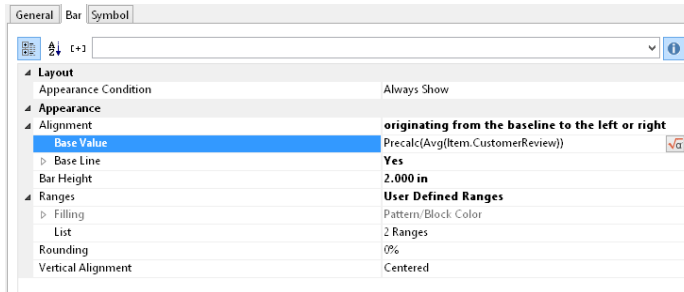 General Bar Symbol
A Z [+]
Layout
Appearance Condition Always Show
Appearance
Alignment originating from the baseline to the left or right
Base Value Precalc(Avg(Item.CustomerReview))
Base Line Yes
Bar Height 2.000 in
Ranges User Defined Ranges
Filling Pattern/Block Color
List 2 Ranges
Rounding 0%
Vertical Alignment Centered